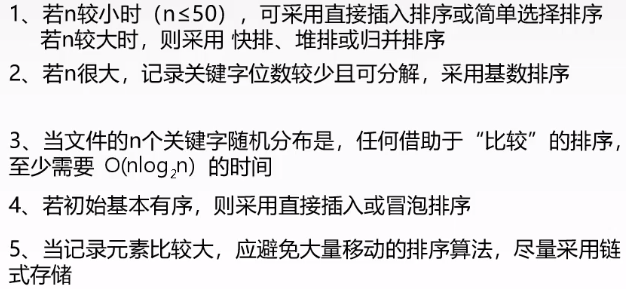 1、若n较小时（n≤50），可采用直接插入排序或简单选择排序
若n较大时，则采用 快排、堆排或归并排序
2、若n很大，记录关键字位数较少且可分解，采用基数排序
3、当文件的n个关键字随机分布是，任何借助于“比较”的排序，
至少需要 O(nlog₂n）的时间
4、若初始基本有序，则采用直接插入或冒泡排序
5、当记录元素比较大，应避免大量移动的排序算法，尽量采用链
式存储